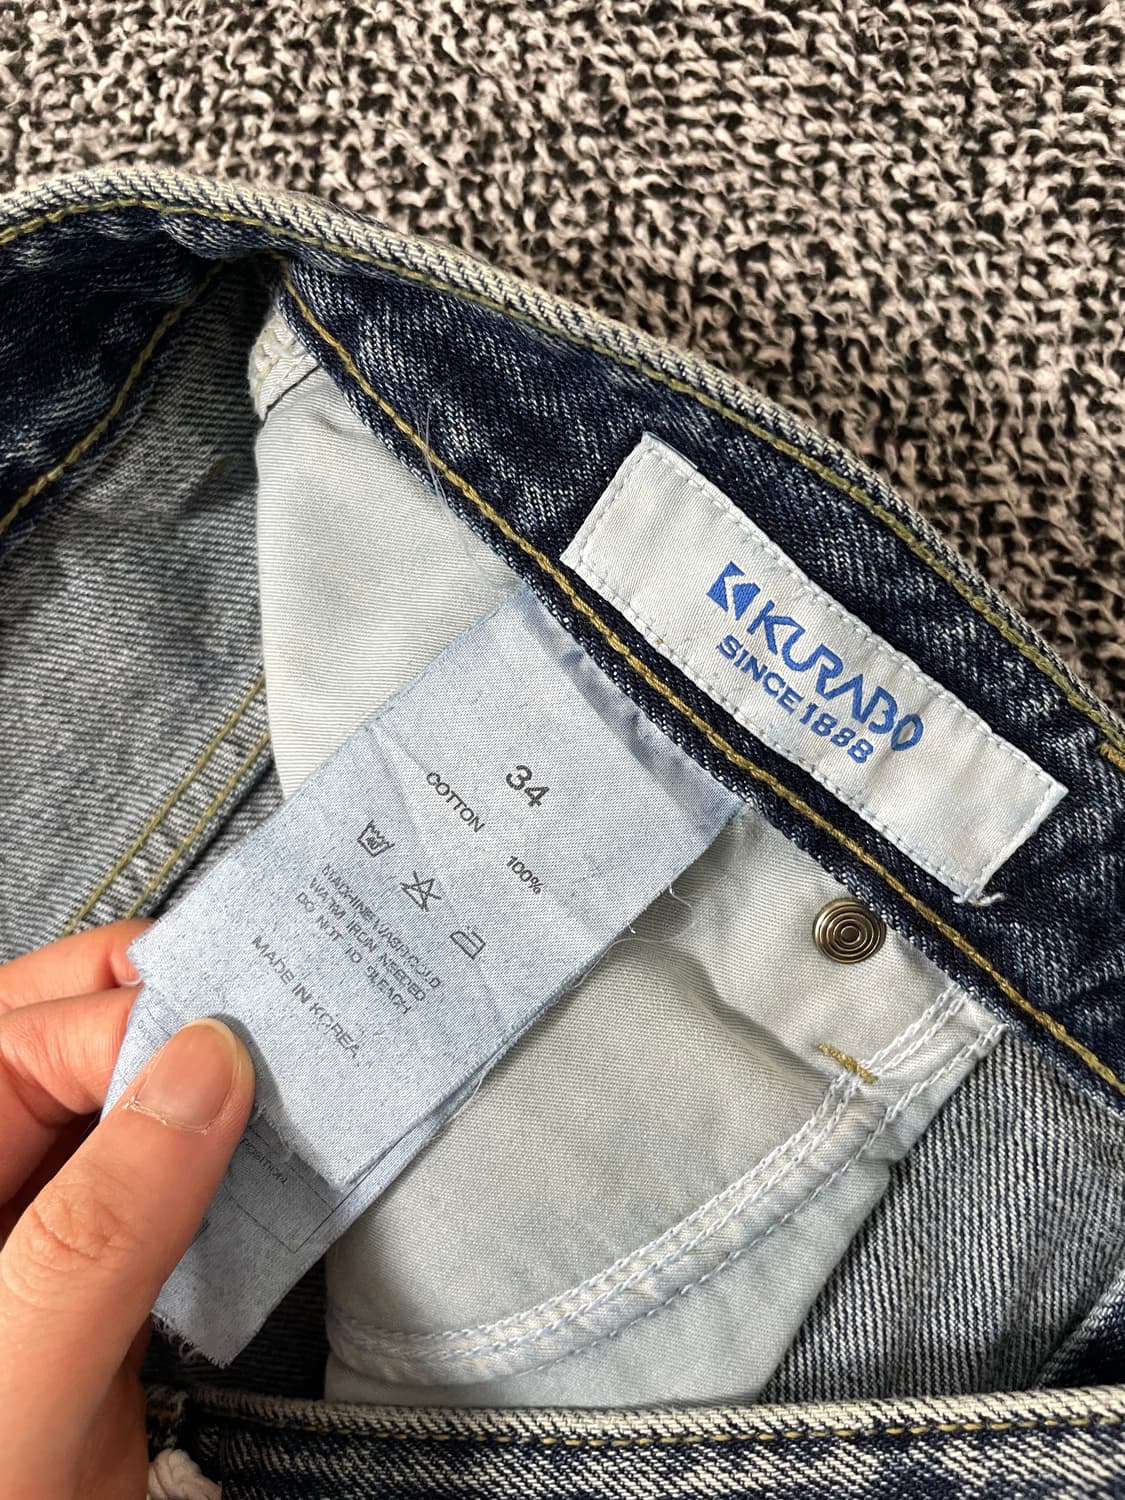 KURABO
SINCE 1888
34
COTTON 100%
40
MACHINE WASH COLD
WARM IRON NEEDED
DO NOT TO BLEACH
MADE IN KOREA